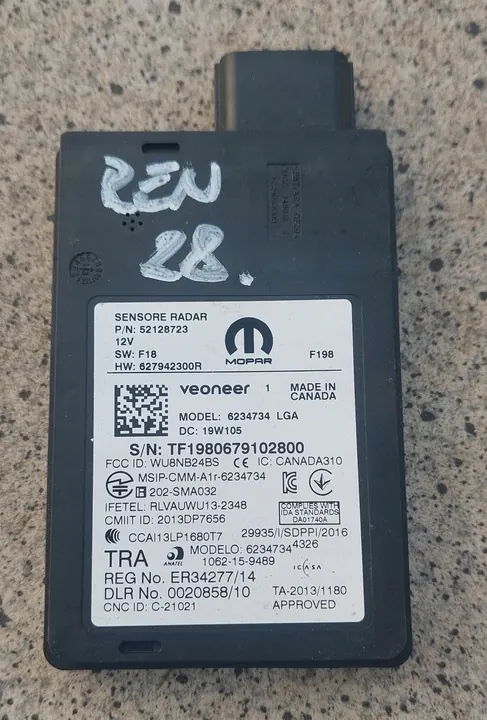 REN
28.
SENSORE RADAR
P/N: 52128723
12V
SW: F18
HW: 627942300R
MOPAR
F198
veoneer 1 MADE IN
CANADA
MODEL: 6234734 LGA
DC: 19W105
S/N: TF1980679102800
FCC ID: WU8NB24BS CE IC: CANADA310
MSIP-CMM-A1r-6234734
202-SMA032
IFETEL: RLVAUWU13-2348
CMIIT ID: 2013DP7656
COMPLIES WITH
IDA STANDARDS
DA01740A
CCAI13LP1680T7 29935/I/SDPPI/2016
4326
TRA ANATEL MODELO: 6234734
1062-15-9489
ICASA
REG No. ER34277/14
DLR No. 0020858/10
TA-2013/1180
APPROVED
CNC ID: C-21021